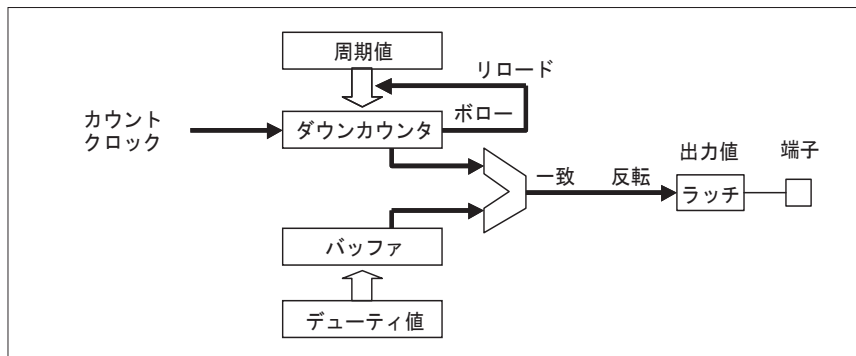 周期値
リロード
カウント
クロック
ダウンカウンタ
ボロー
一致
反転
出力値
端子
ラッチ
バッファ
デューティ値